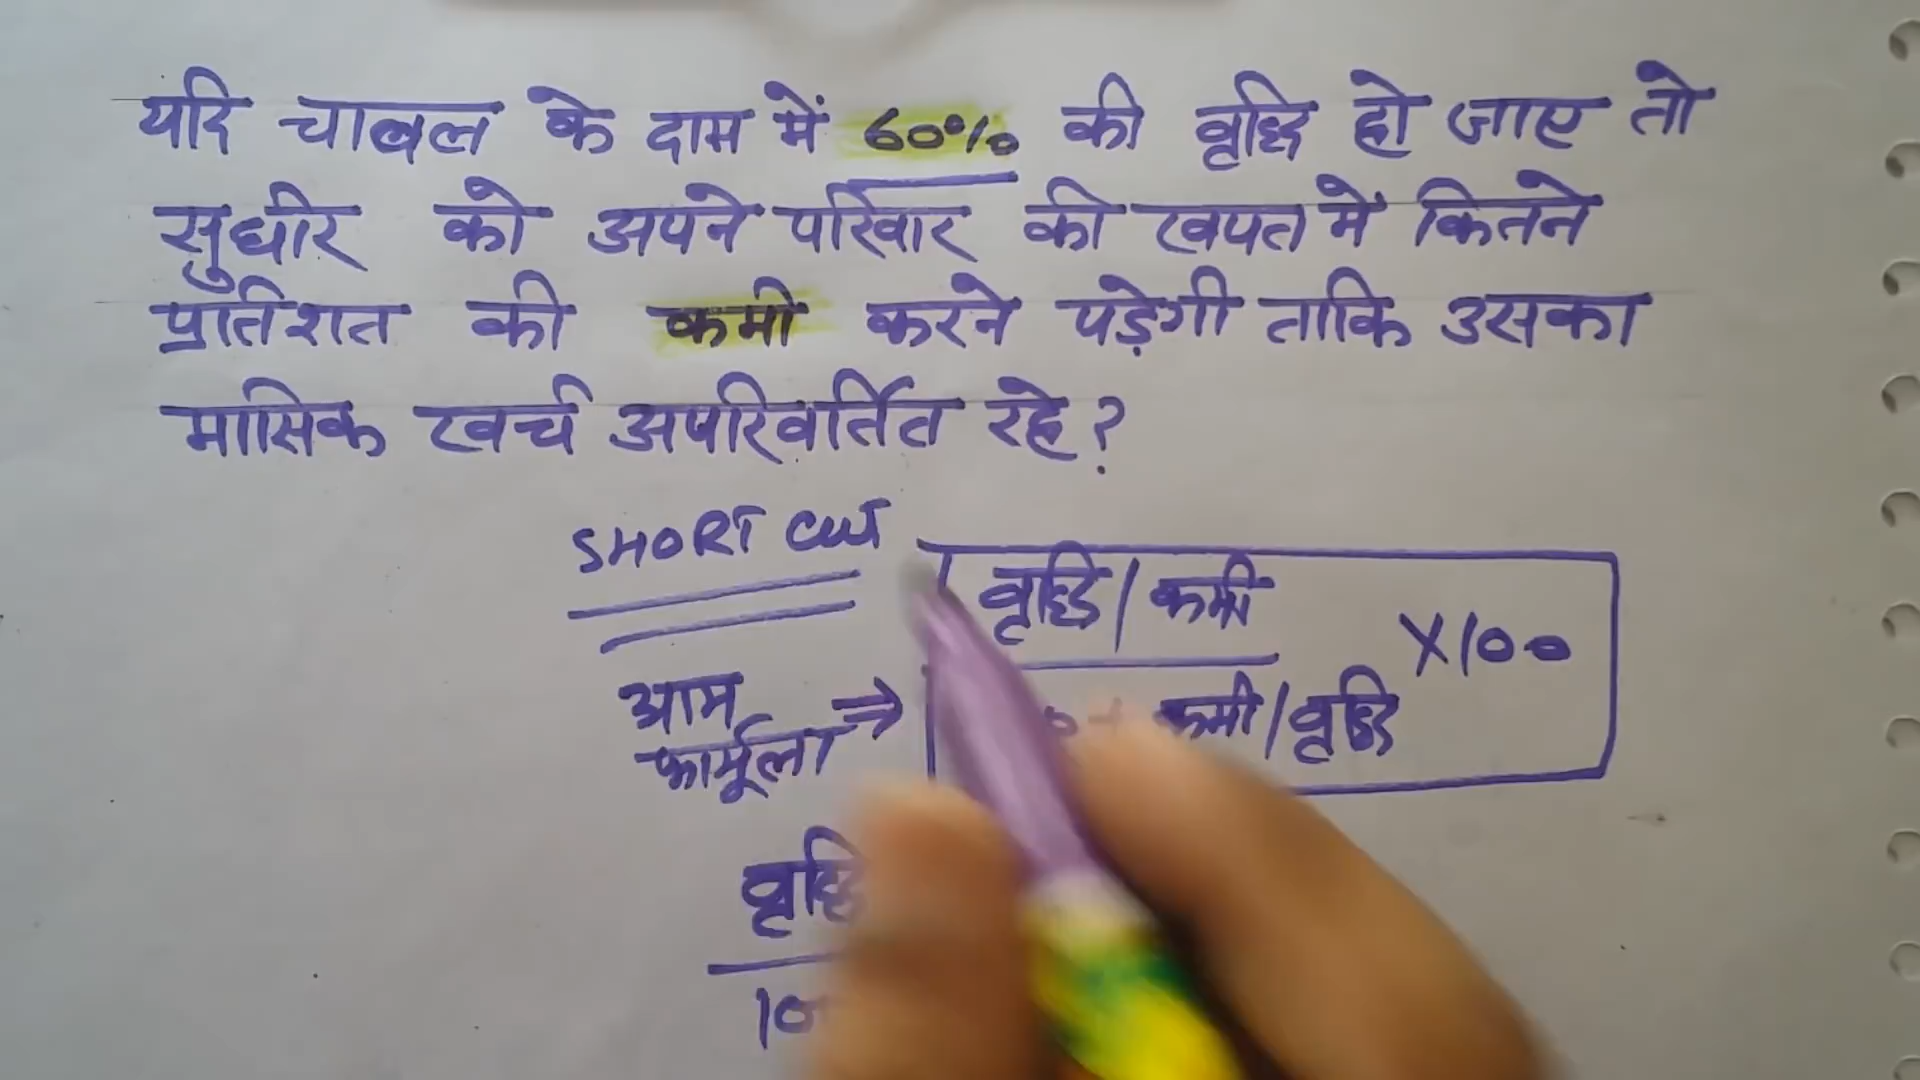 यदि चावल के दाम में 60% की वृद्धि हो जाए तो
सुधीर को अपने परिवार की खपत में कितने
प्रतिशत की कमी करने पड़ेगी ताकि उसका
मासिक खर्च अपरिवर्तित रहे?
SHORT CUT
आम फार्मूला ⇒
वृद्धि / कमी
कमी / वृद्धि
X100
वृद्धि